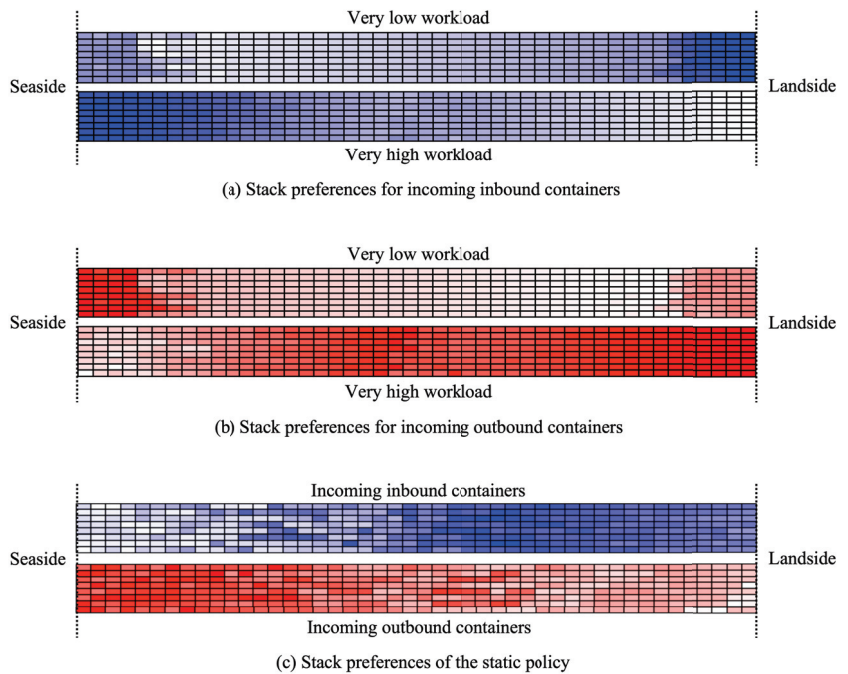 Very low workload
Seaside
Landside
Very high workload
(a) Stack preferences for incoming inbound containers
Very low workload
Seaside
Landside
Very high workload
(b) Stack preferences for incoming outbound containers
Incoming inbound containers
Seaside
Landside
Incoming outbound containers
(c) Stack preferences of the static policy